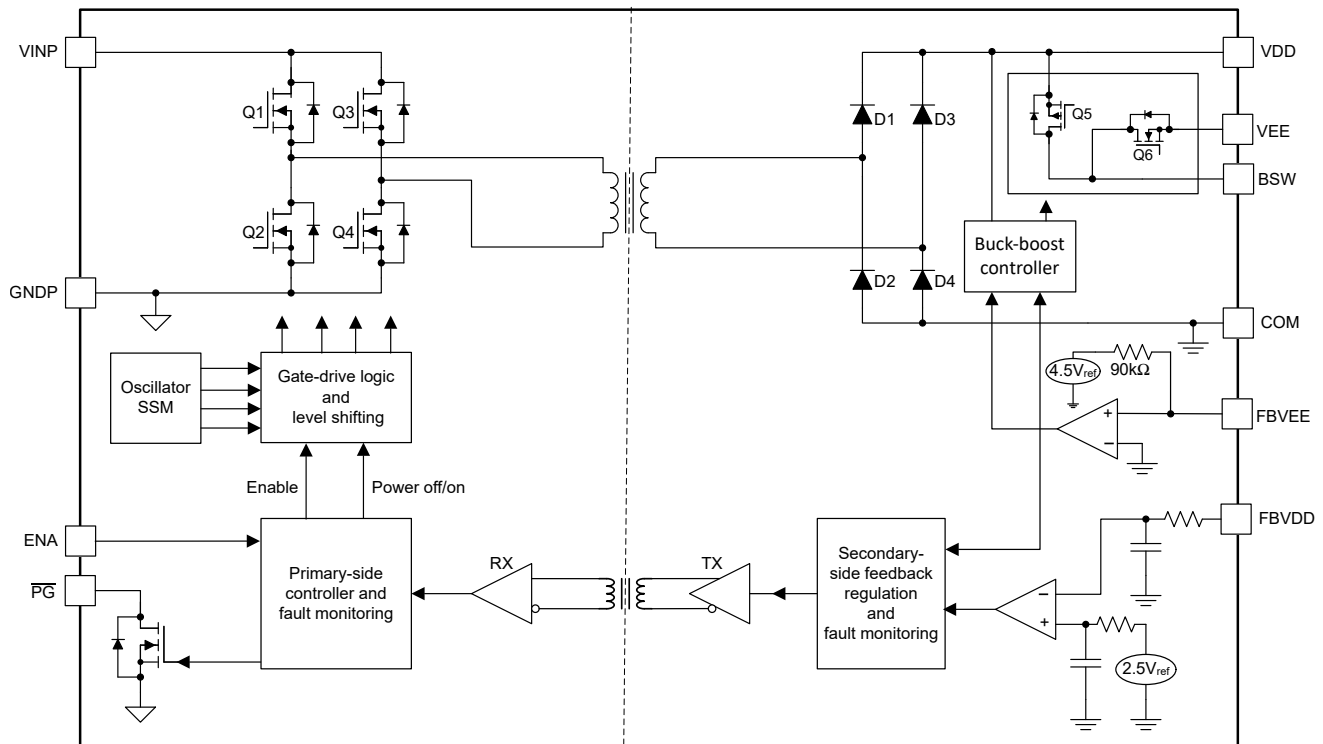 VINP
VDD
Q1
Q3
D1
D3
Q5
Q6
VEE
BSW
Q2
Q4
Buck-boost
controller
D2
D4
GNDP
COM
Oscillator
SSM
Gate-drive logic
and
level shifting
4.5Vref
90kΩ
+
−
FBVEE
Enable
Power off/on
FBVDD
ENA
PG
Primary-side
controller and
fault monitoring
RX
TX
Secondary-
side feedback
regulation
and
fault monitoring
−
+
2.5Vref